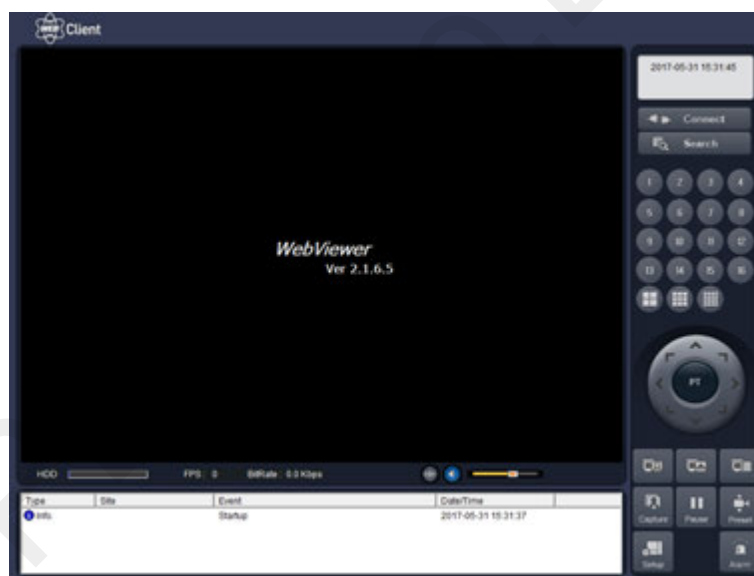 WEB Client
2017-05-31 15:31:45
Connect
Search
1 2 3 4
5 6 7 8
9 10 11 12
13 14 15 16
WebViewer
Ver 2.1.6.5
PT
HDD FPS : 0 BitRate : 0.0 Kbps
Type Site Event Date/Time
Info Startup 2017-05-31 15:31:37
Capture Pause Preset
Setup Alarm